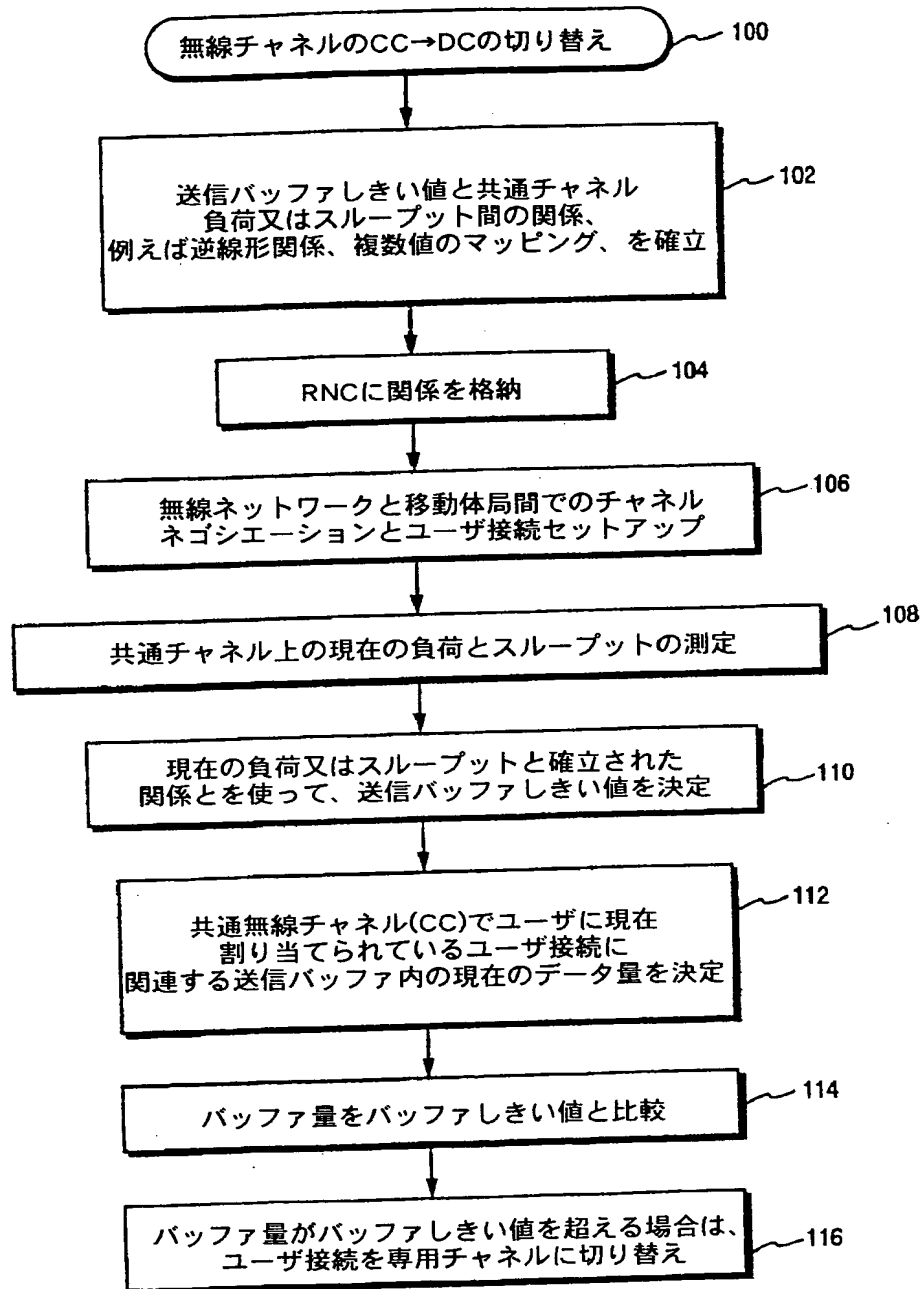 無線チャネルのCC→DCの切り替え
100
送信バッファしきい値と共通チャネル
負荷又はスループット間の関係、
例えば逆線形関係、複数値のマッピング、を確立
102
RNCに関係を格納
104
無線ネットワークと移動体局間でのチャネル
ネゴシエーションとユーザ接続セットアップ
106
共通チャネル上の現在の負荷とスループットの測定
108
現在の負荷又はスループットと確立された
関係とを使って、送信バッファしきい値を決定
110
共通無線チャネル(CC)でユーザに現在
割り当てられているユーザ接続に
関連する送信バッファ内の現在のデータ量を決定
112
バッファ量をバッファしきい値と比較
114
バッファ量がバッファしきい値を超える場合は、
ユーザ接続を専用チャネルに切り替え
116